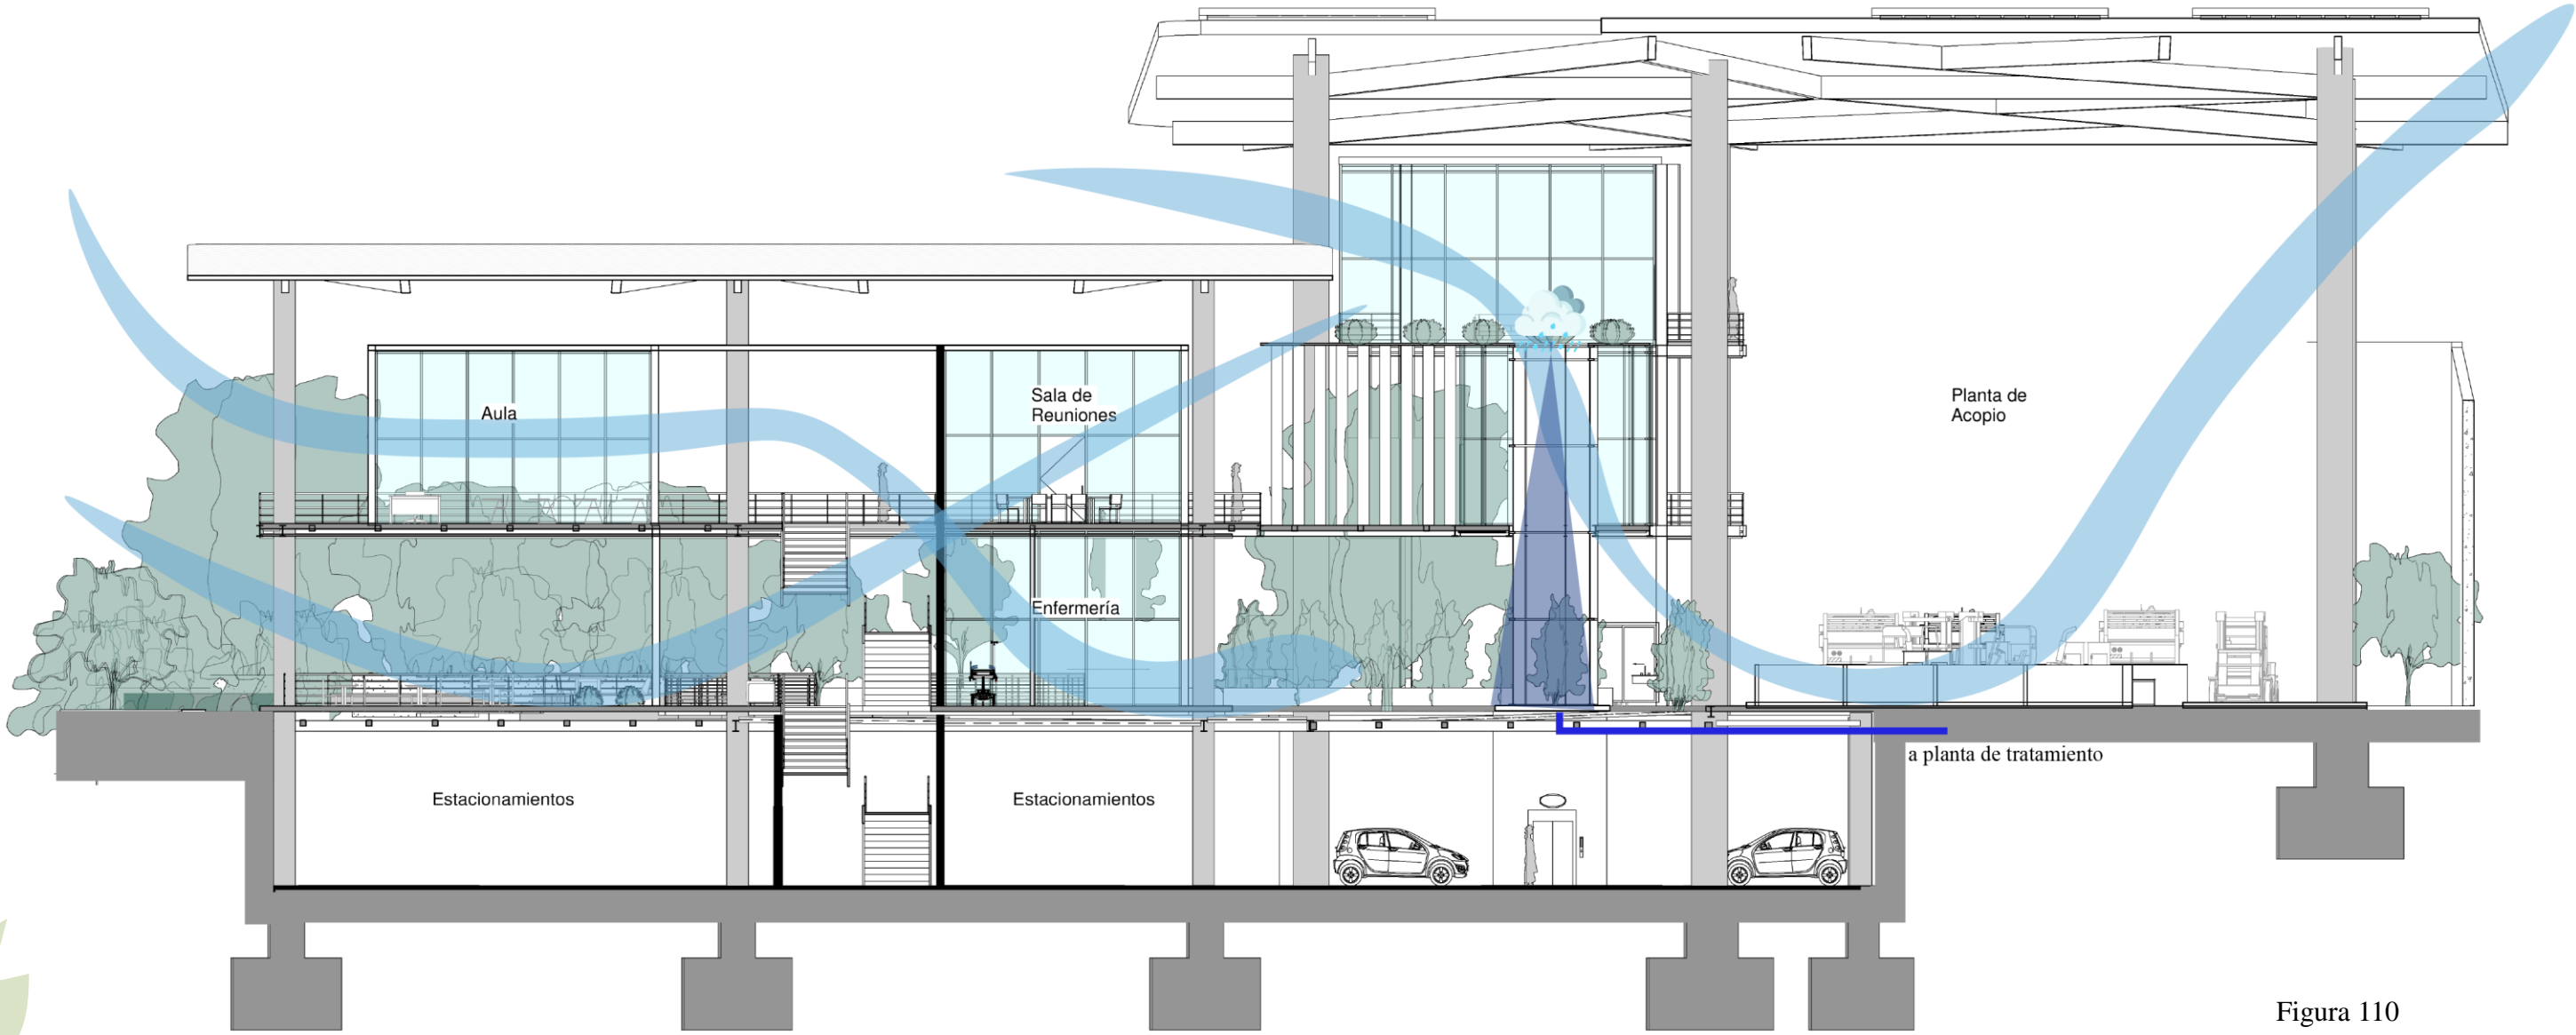 Aula
Sala de
Reuniones
Planta de
Acopio
Enfermería
a planta de tratamiento
Estacionamientos
Estacionamientos
Figura 110